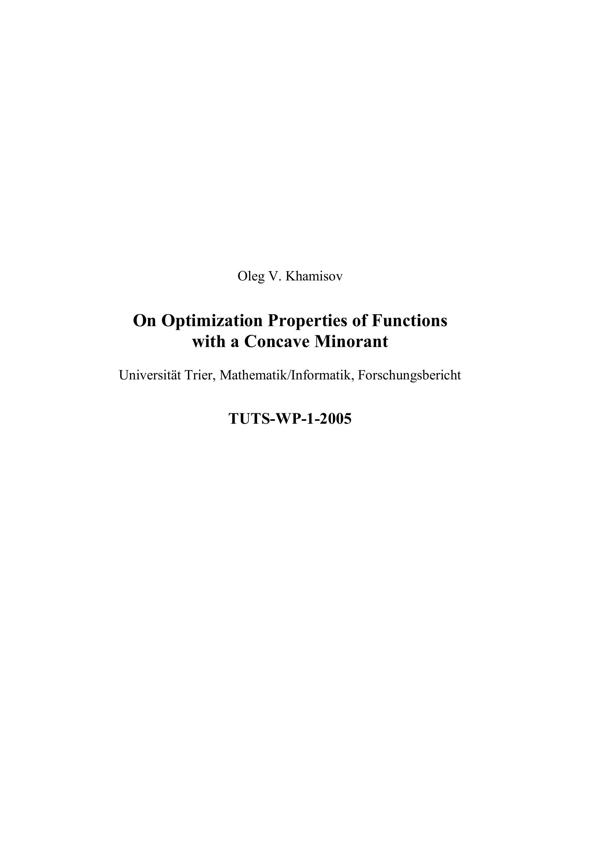 Oleg V. Khamisov
On Optimization Properties of Functions
with a Concave Minorant
Universität Trier, Mathematik/Informatik, Forschungsbericht
TUTS-WP-1-2005